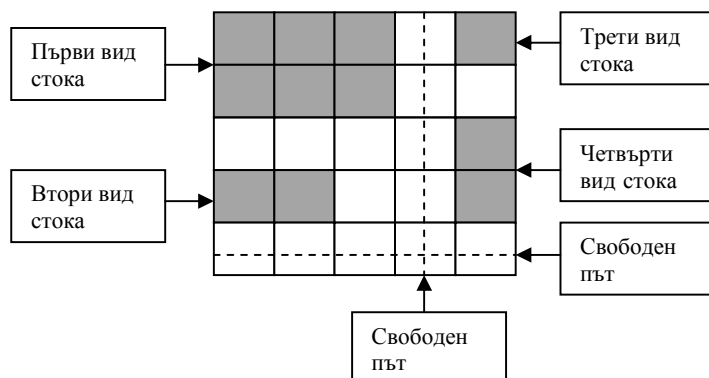 Първи вид
стока
Трети вид
стока
Четвърти
вид стока
Втори вид
стока
Свободен
път
Свободен
път